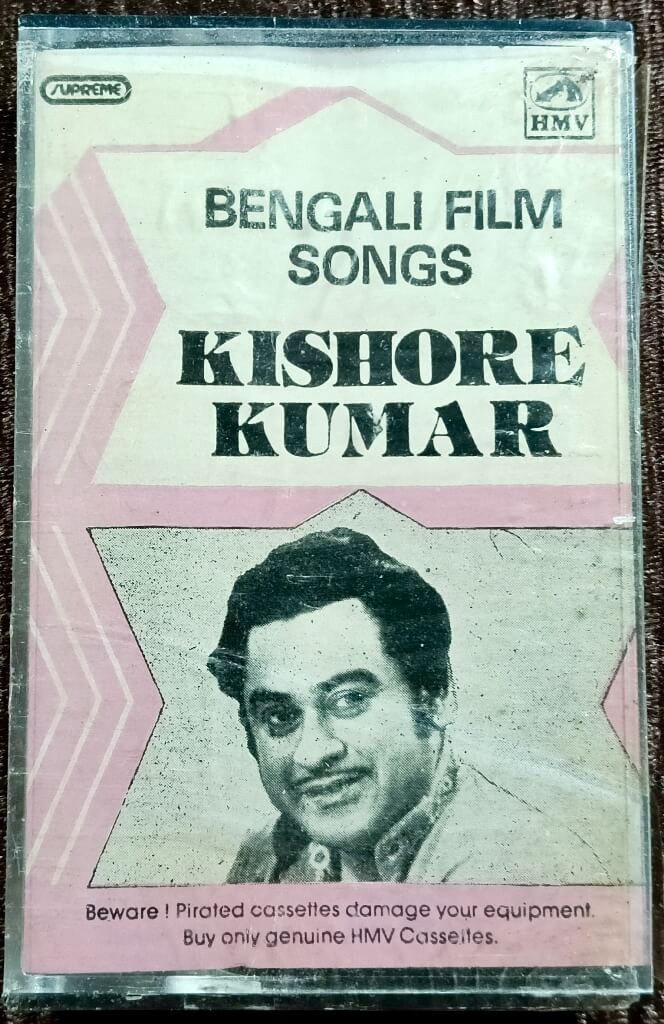 SUPREME
HMV
BENGALI FILM
SONGS
KISHORE
KUMAR
Beware ! Pirated cassettes damage your equipment.
Buy only genuine HMV Cassettes.